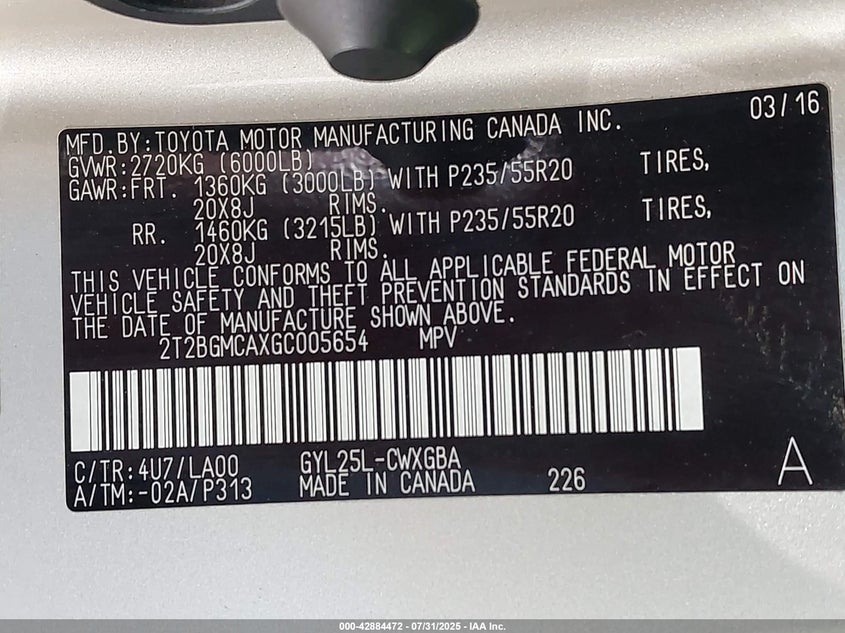 03/16
MFD.BY:TOYOTA MOTOR MANUFACTURING CANADA INC.
GVWR:2720KG (6000LB)
GAWR:FRT. 1360KG (3000LB) WITH P235/55R20 TIRES,
20X8J RIMS.
RR. 1460KG (3215LB) WITH P235/55R20 TIRES,
20X8J RIMS.
THIS VEHICLE CONFORMS TO ALL APPLICABLE FEDERAL MOTOR
VEHICLE SAFETY AND THEFT PREVENTION STANDARDS IN EFFECT ON
THE DATE OF MANUFACTURE SHOWN ABOVE.
2T2BGMCAXGC005654 MPV
C/TR:4U7/LA00 GYL25L-CWXGBA
A/TM:-02A/P313 MADE IN CANADA 226 A
000-42884472 - 07/31/2025 - IAA Inc.